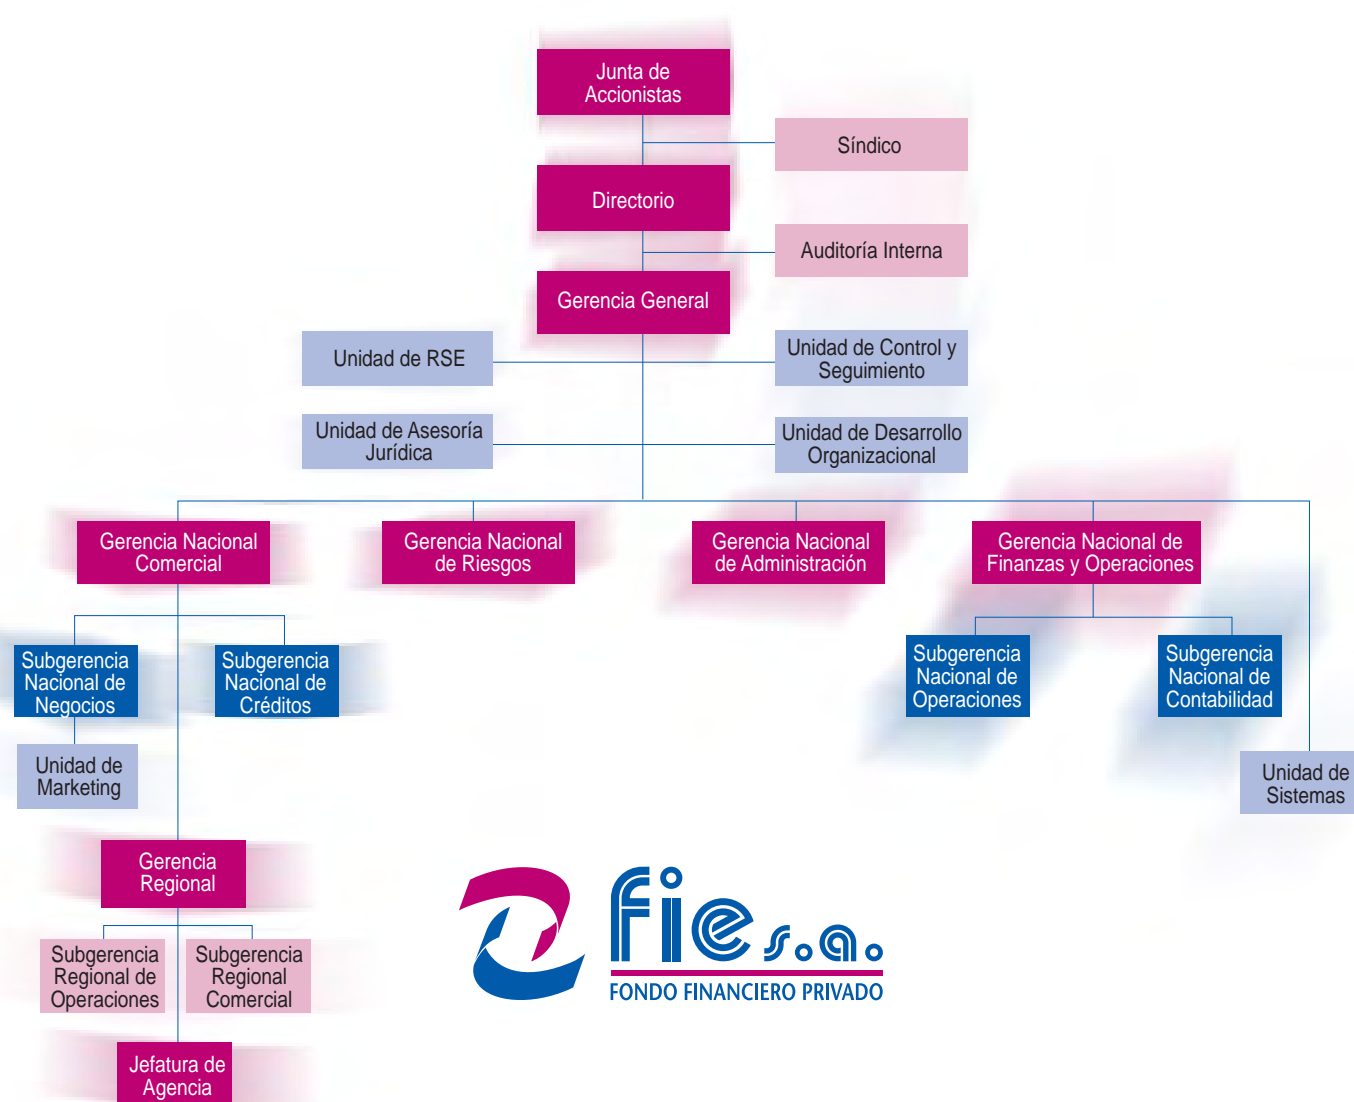 Junta de
Accionistas
Síndico
Directorio
Auditoría Interna
Gerencia General
Unidad de RSE
Unidad de Control y
Seguimiento
Unidad de Asesoría
Jurídica
Unidad de Desarrollo
Organizacional
Gerencia Nacional
Comercial
Gerencia Nacional
de Riesgos
Gerencia Nacional
de Administración
Gerencia Nacional de
Finanzas y Operaciones
Subgerencia
Nacional de
Negocios
Subgerencia
Nacional de
Créditos
Subgerencia
Nacional de
Operaciones
Subgerencia
Nacional de
Contabilidad
Unidad de
Marketing
Unidad de
Sistemas
Gerencia
Regional
Subgerencia
Regional de
Operaciones
Subgerencia
Regional
Comercial
Jefatura de
Agencia
fie s.a.
FONDO FINANCIERO PRIVADO